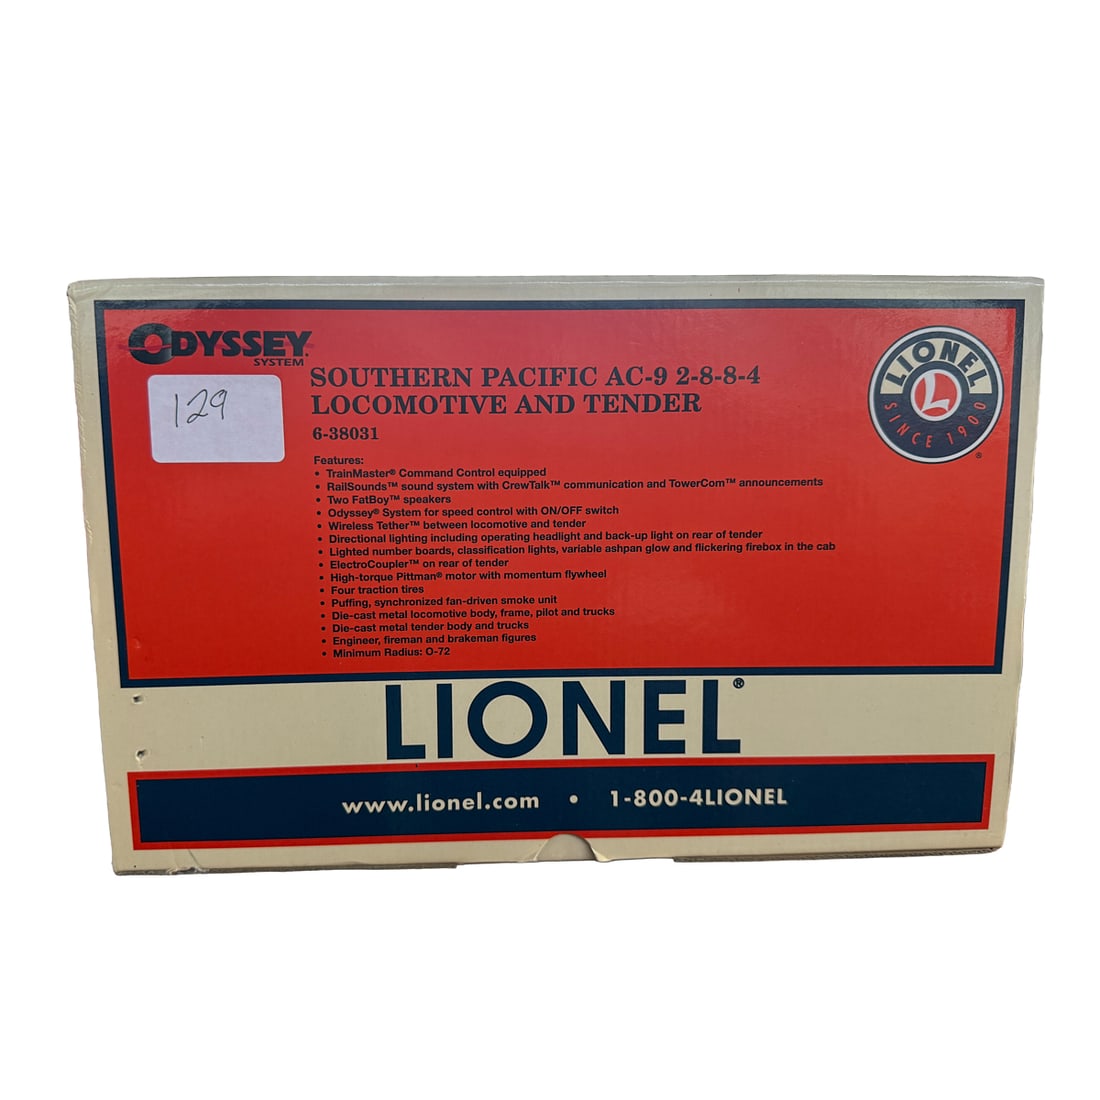 ODYSSEY®
SYSTEM
129
SOUTHERN PACIFIC AC-9 2-8-8-4
LOCOMOTIVE AND TENDER
6-38031
Features:
• TrainMaster® Command Control equipped
• RailSounds™ sound system with CrewTalk™ communication and TowerCom™ announcements
• Two FatBoy™ speakers
• Odyssey® System for speed control with ON/OFF switch
• Wireless Tether™ between locomotive and tender
• Directional lighting including operating headlight and back-up light on rear of tender
• Lighted number boards, classification lights, variable ashpan glow and flickering firebox in the cab
• ElectroCoupler™ on rear of tender
• High-torque Pittman® motor with momentum flywheel
• Four traction tires
• Puffing, synchronized fan-driven smoke unit
• Die-cast metal locomotive body, frame, pilot and trucks
• Die-cast metal tender body and trucks
• Engineer, fireman and brakeman figures
• Minimum Radius: O-72
LIONEL
L
SINCE 1900
®
LIONEL®
www.lionel.com • 1-800-4LIONEL